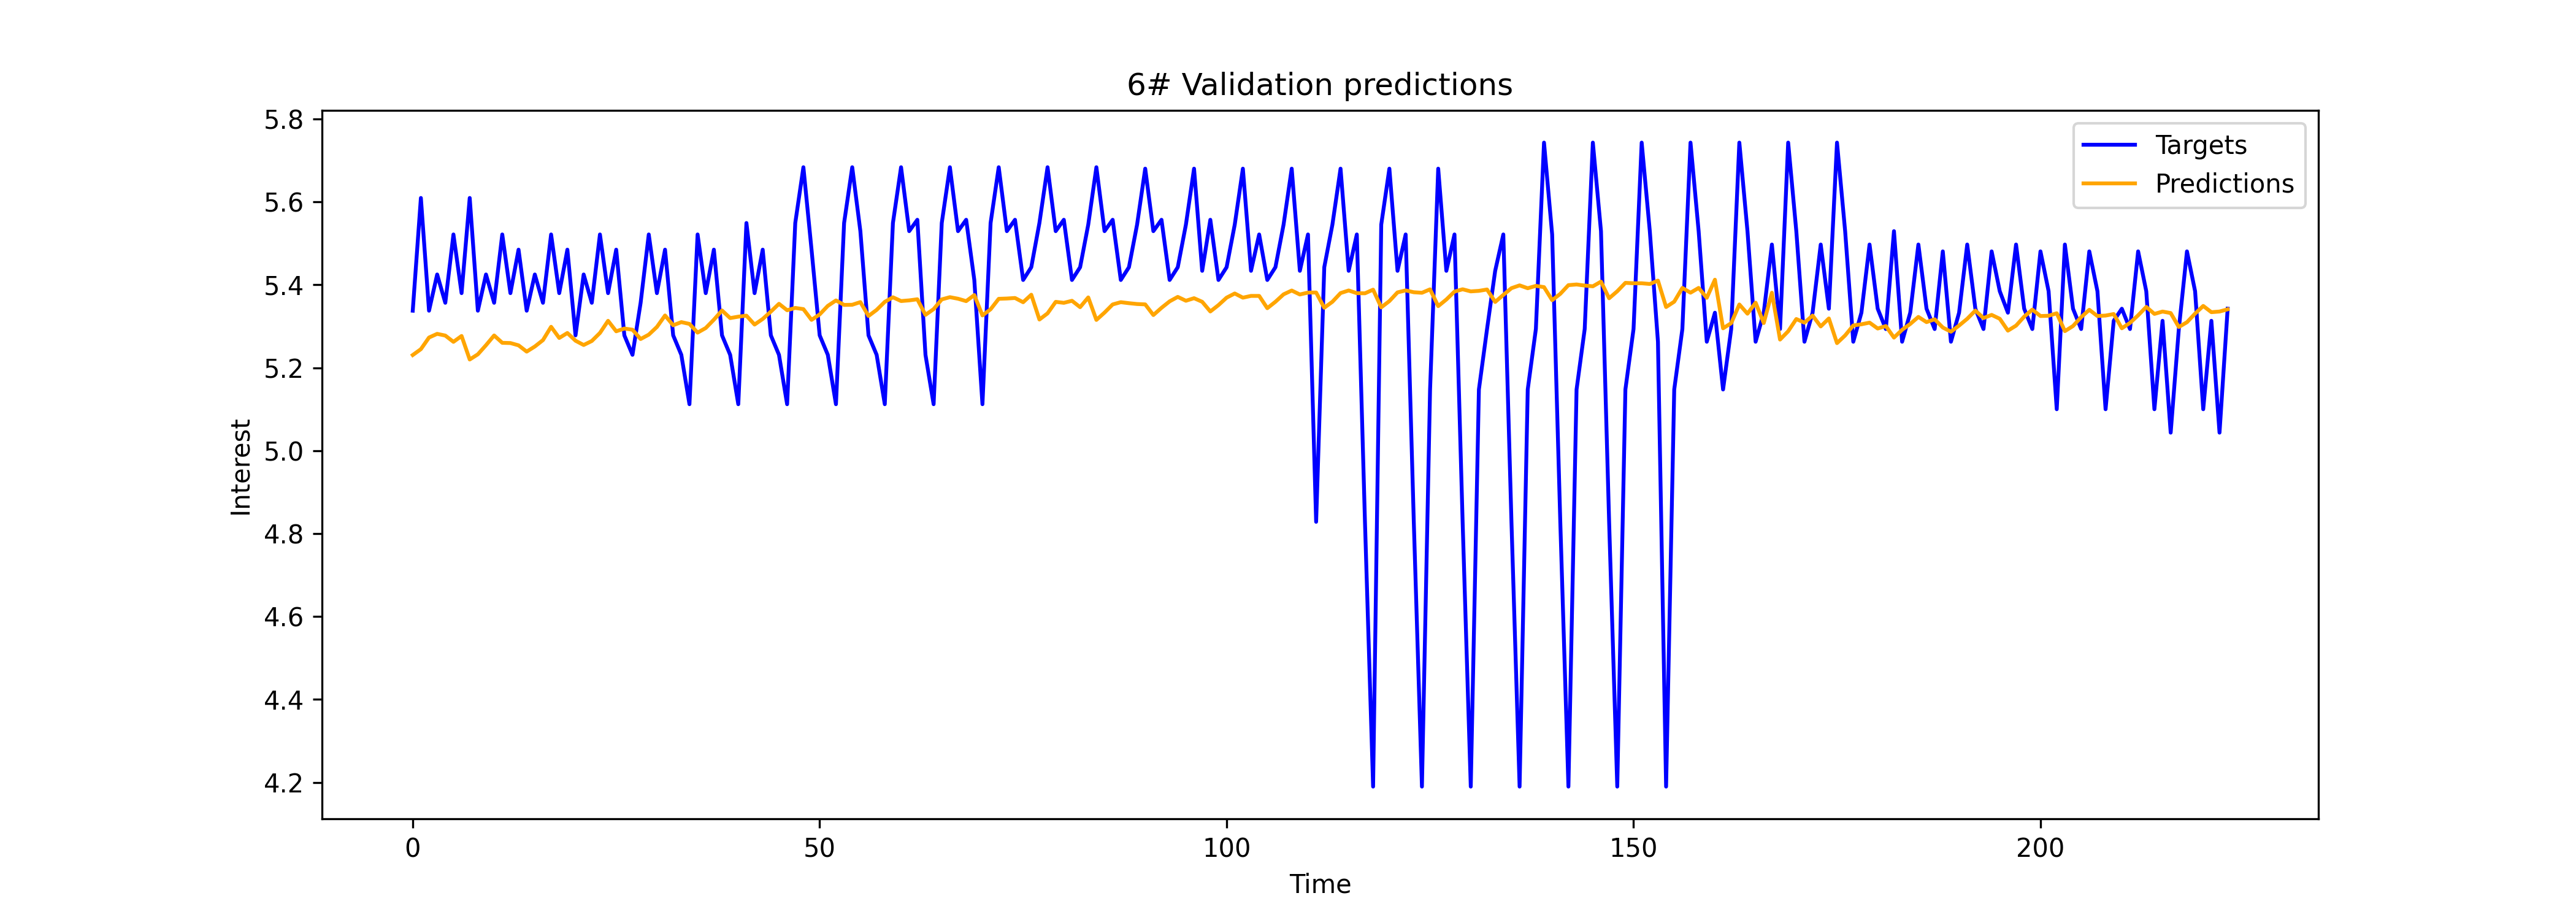 6# Validation predictions
5.8
5.6
5.4
5.2
5.0
4.8
4.6
4.4
4.2
Interest
0 50 100 150 200
Time
Targets
Predictions